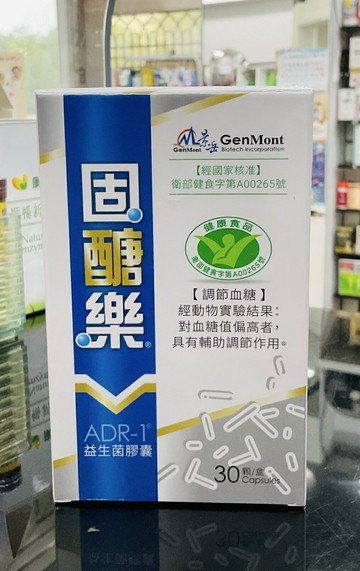 景岳
GenMont
GenMont
Biotech Incorporation
【經國家核准】
衛部健食字第A00265號
健康食品
衛部健食字第A00265號
【調節血糖】
經動物實驗結果：
對血糖值偏高者，
具有輔助調節作用。
固醣樂®
ADR-1®
益生菌膠囊
30顆/盒
Capsules